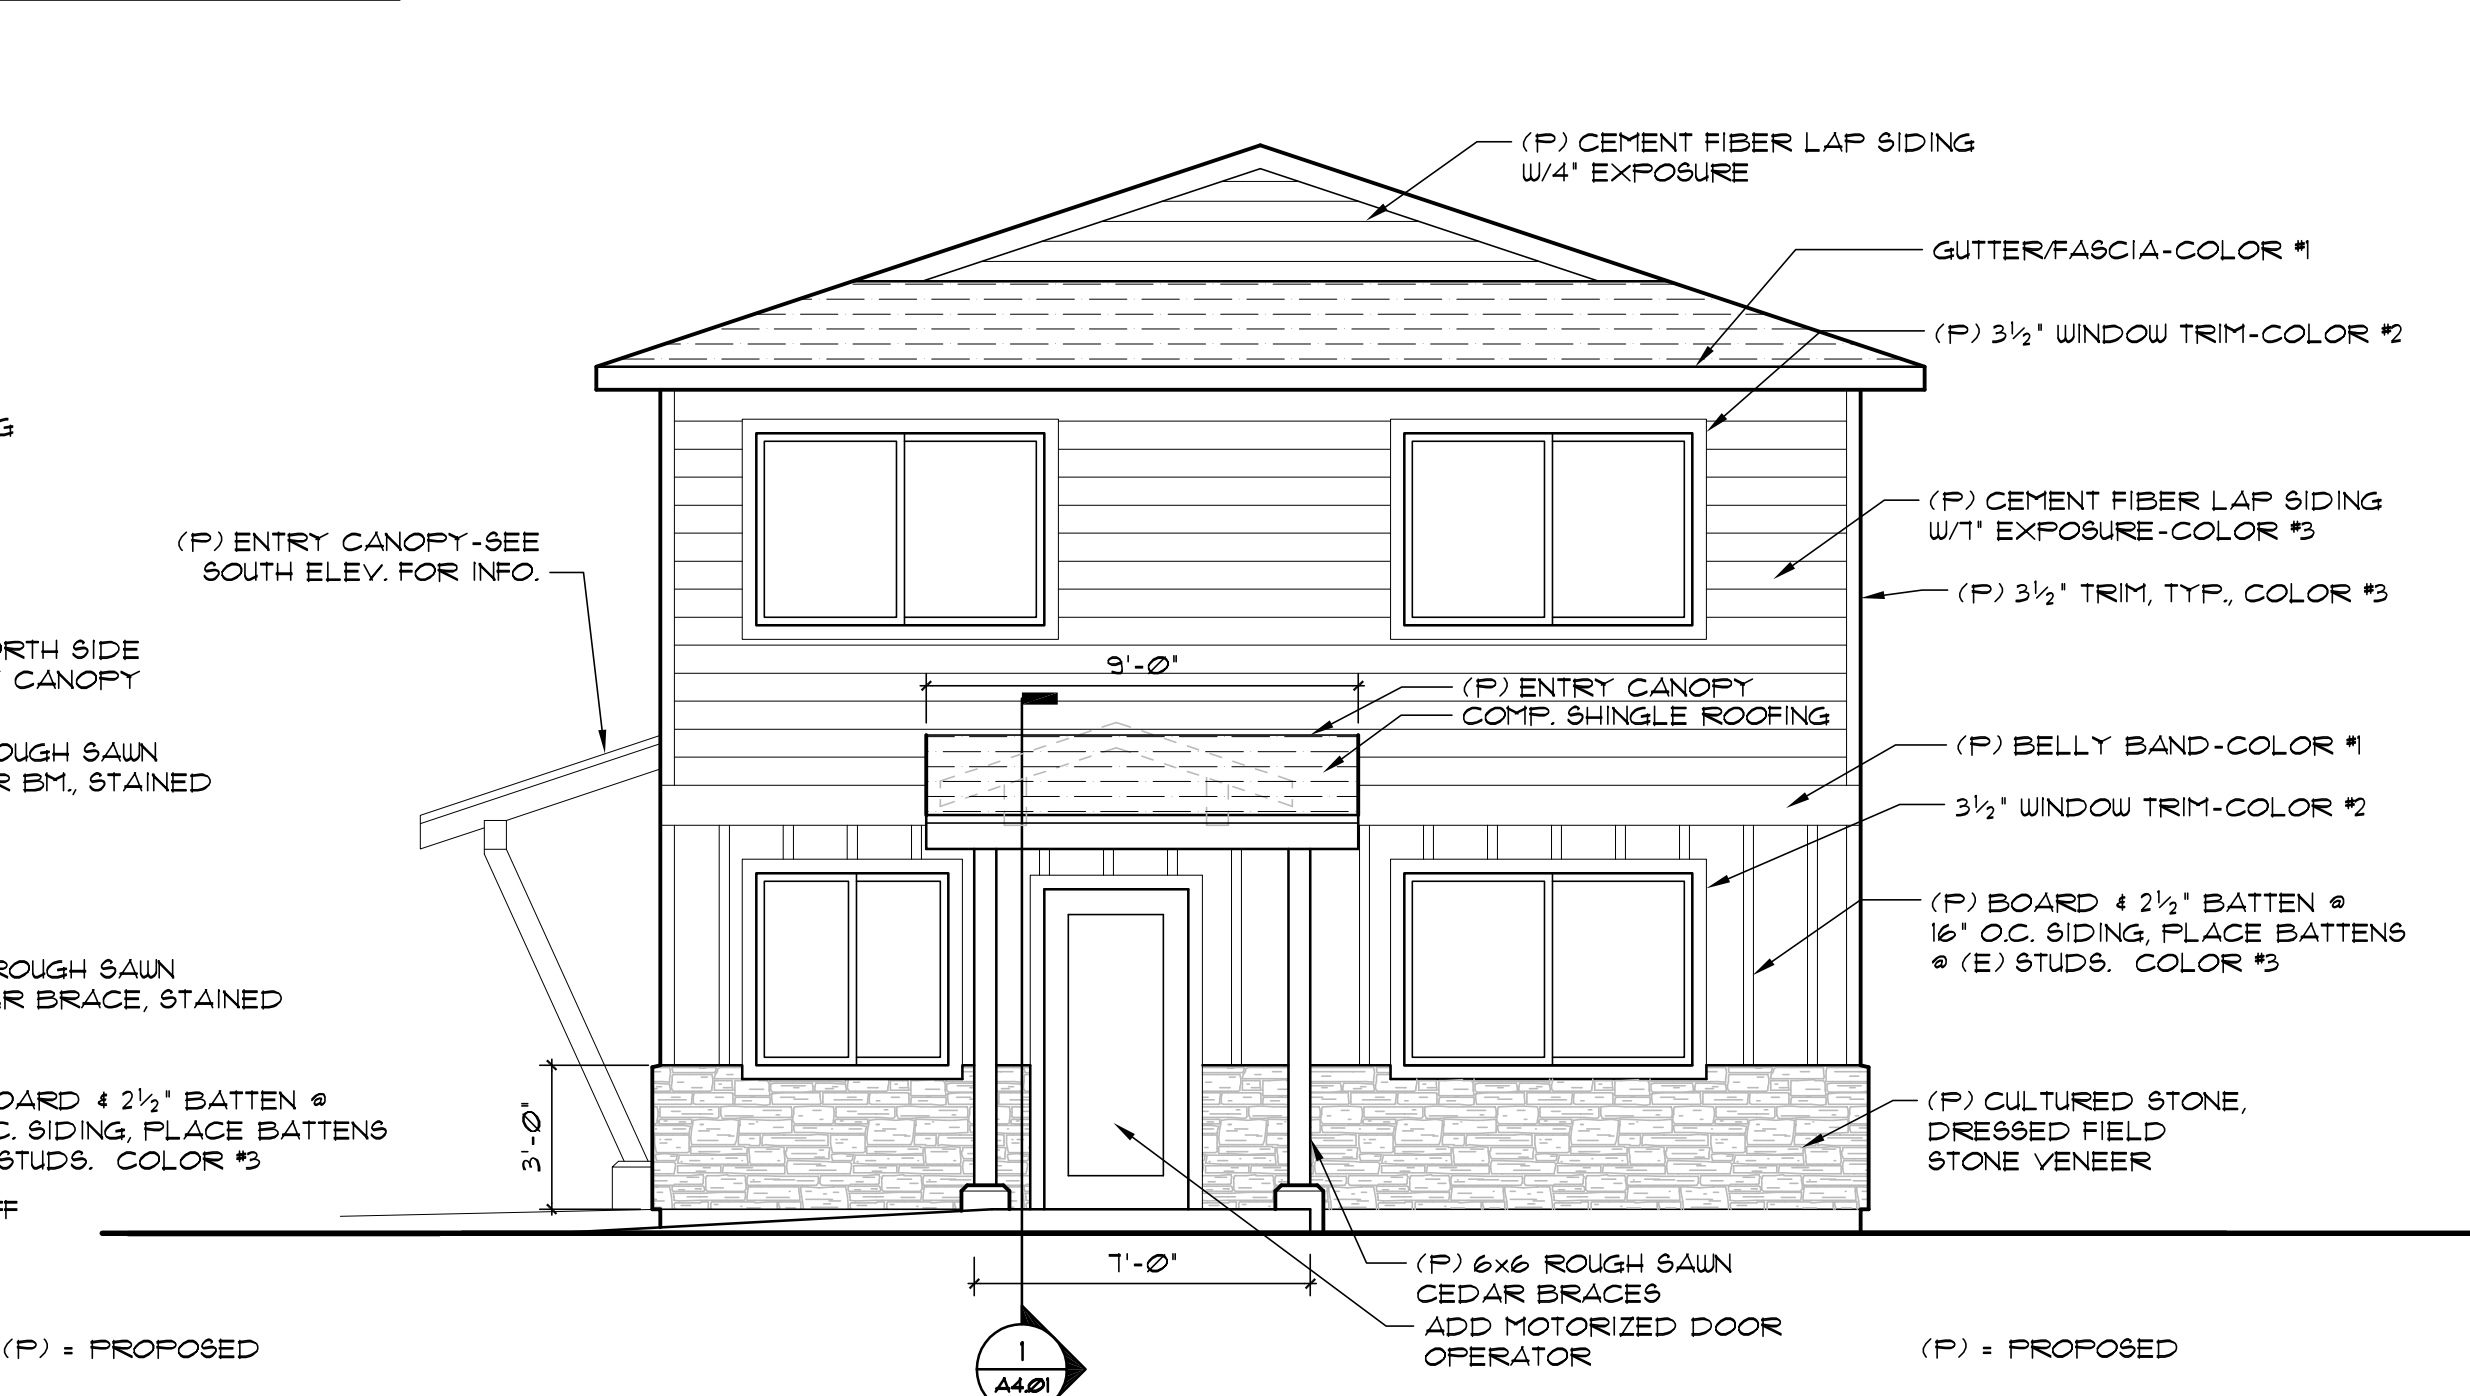 (P) CEMENT FIBER LAP SIDING
W/4" EXPOSURE
GUTTER/FASCIA-COLOR #1
(P) 3½" WINDOW TRIM-COLOR #2
G
(P) CEMENT FIBER LAP SIDING
W/7" EXPOSURE-COLOR #3
(P) ENTRY CANOPY-SEE
SOUTH ELEV. FOR INFO.
(P) 3½" TRIM, TYP., COLOR #3
ORTH SIDE
CANOPY
9'-0"
(P) ENTRY CANOPY
COMP. SHINGLE ROOFING
OUGH SAWN
R BM., STAINED
(P) BELLY BAND-COLOR #1
3½" WINDOW TRIM-COLOR #2
(P) BOARD & 2½" BATTEN @
16" O.C. SIDING, PLACE BATTENS
@ (E) STUDS. COLOR #3
ROUGH SAWN
AR BRACE, STAINED
OARD & 2½" BATTEN @
C. SIDING, PLACE BATTENS
STUDS. COLOR #3
FF
3'-0"
(P) CULTURED STONE,
DRESSED FIELD
STONE VENEER
7'-0"
(P) 6x6 ROUGH SAWN
CEDAR BRACES
ADD MOTORIZED DOOR
OPERATOR
1
A4.01
(P) = PROPOSED
(P) = PROPOSED